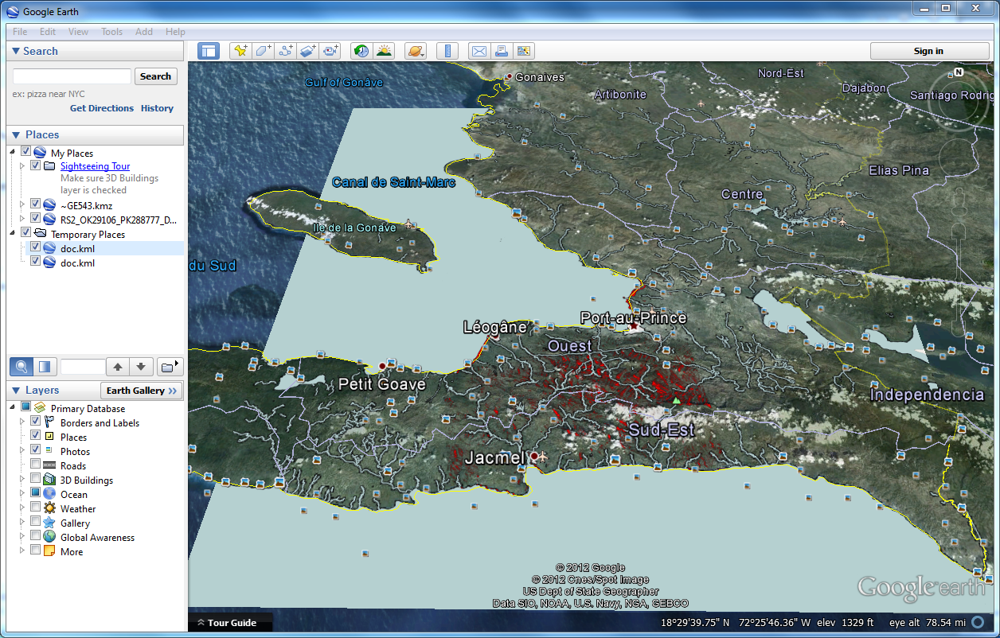 Google Earth
File Edit View Tools Add Help
Search
Sign in
Search
ex: pizza near NYC
Get Directions History
Places
My Places
Sightseeing Tour
Make sure 3D Buildings
layer is checked
~GE543.kmz
RS2_OK29106_PK288777_D...
Temporary Places
doc.kml
doc.kml
Layers
Earth Gallery >>
Primary Database
Borders and Labels
Places
Photos
Roads
3D Buildings
Ocean
Weather
Gallery
Global Awareness
More
N
Gulf of Gonâve
Gonaives
Nord-Est
Artibonite
Dajabon
Santiago Rodrig
Canal de Saint-Marc
Elias Pina
Centre
Ile de la Gonave
du Sud
Port-au-Prince
Léogâne
Ouest
Petit Goave
Independencia
Sud-Est
Jacmel
© 2012 Google
© 2012 Cnes/Spot Image
US Dept of State Geographer
Data SIO, NOAA, U.S. Navy, NGA, GEBCO
Google earth
Tour Guide
18°29'39.75" N 72°25'46.36" W elev 1329 ft eye alt 78.54 mi